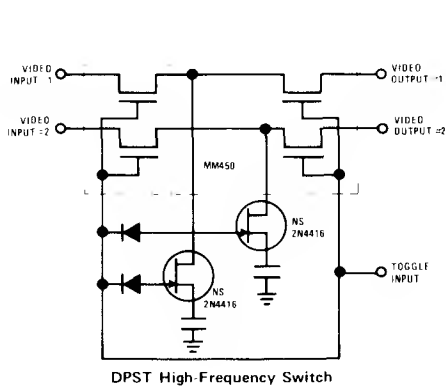 VIDEO INPUT =1
VIDEO OUTPUT =1
VIDEO INPUT =2
VIDEO OUTPUT =2
MM450
NS 2N4416
NS 2N4416
TOGGLE INPUT
DPST High-Frequency Switch